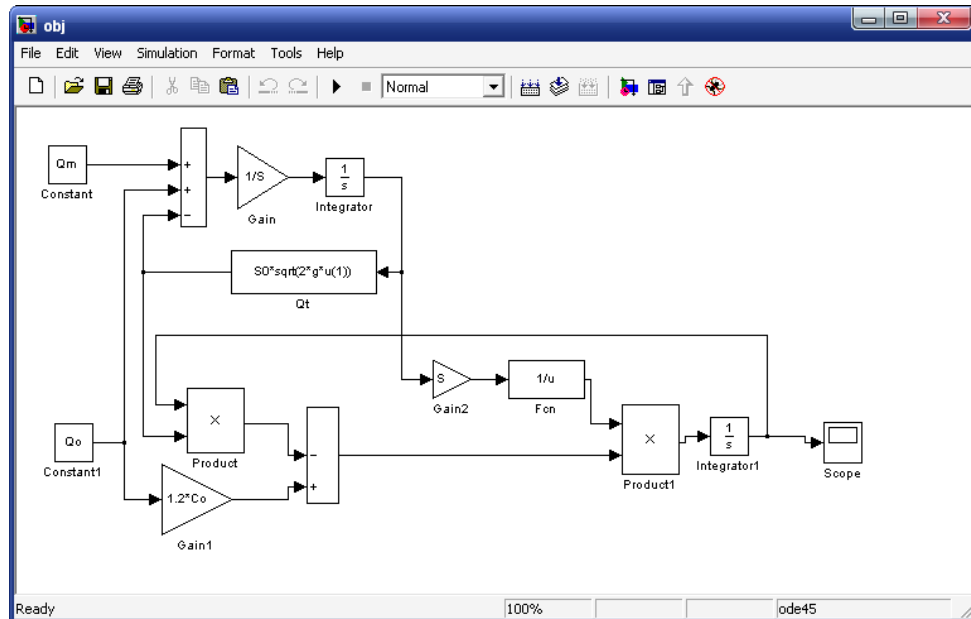 obj
File Edit View Simulation Format Tools Help
Normal
Qm
Constant
+
+
−
1/S
Gain
1
s
Integrator
S0*sqrt(2*g*u(1))
Qt
S
Gain2
1/u
Fcn
×
Product
−
+
×
Product1
1
s
Integrator1
Scope
Qo
Constant1
1.2*Co
Gain1
Ready 100% ode45